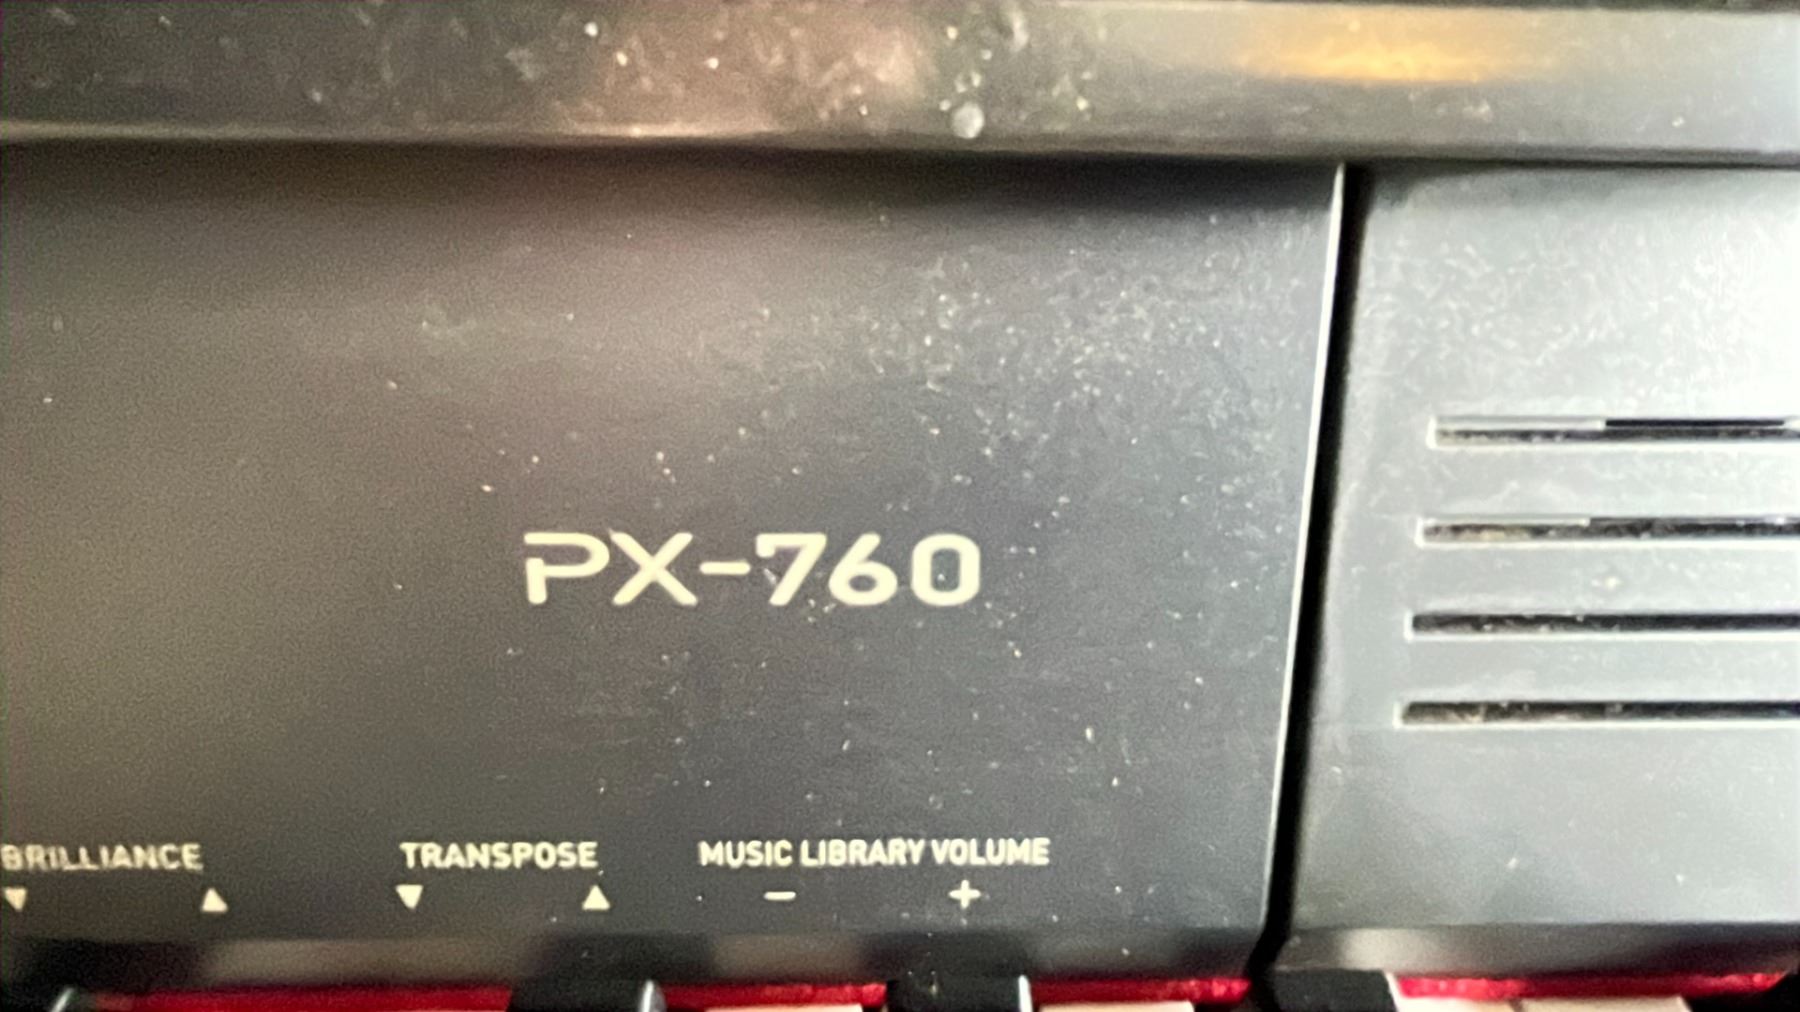 PX-760
BRILLIANCE TRANSPOSE MUSIC LIBRARY VOLUME
▼ ▲ ▼ ▲ − +